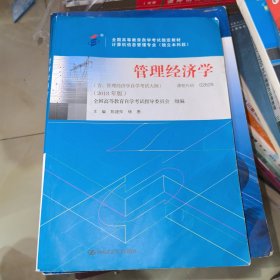 全国高等教育自学考试指定教材
计算机信息管理专业（独立本科段）
管理经济学
（含：管理经济学自学考试大纲）
（2018年版）
全国高等教育自学考试指导委员会 组编
主编